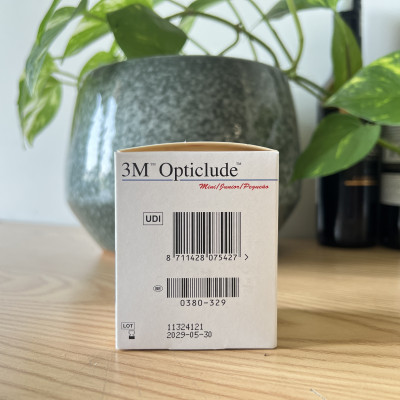 3M™ Opticlude™
Mini/Junior/Pequeño
UDI
8 711428 075427 >
0380-329
LOT
11324121
2029-05-30